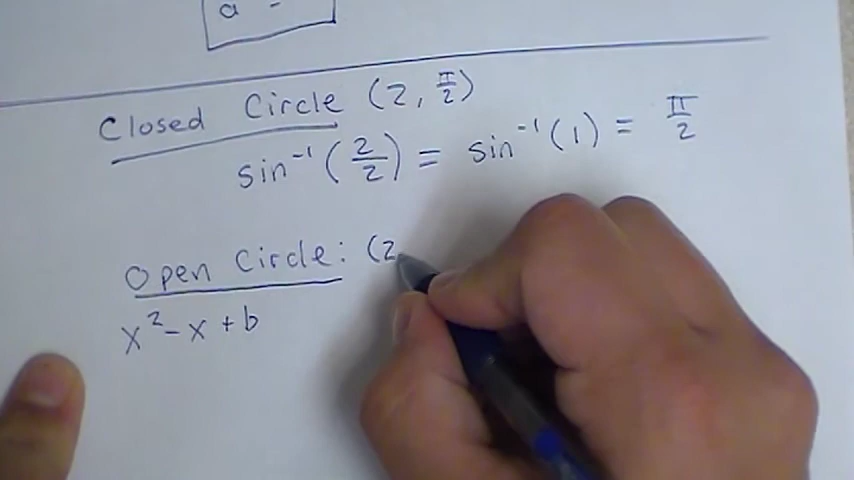 a =
Closed Circle (2, π/2)
sin⁻¹(2/2) = sin⁻¹(1) = π/2
Open Circle: (2
x² - x + b